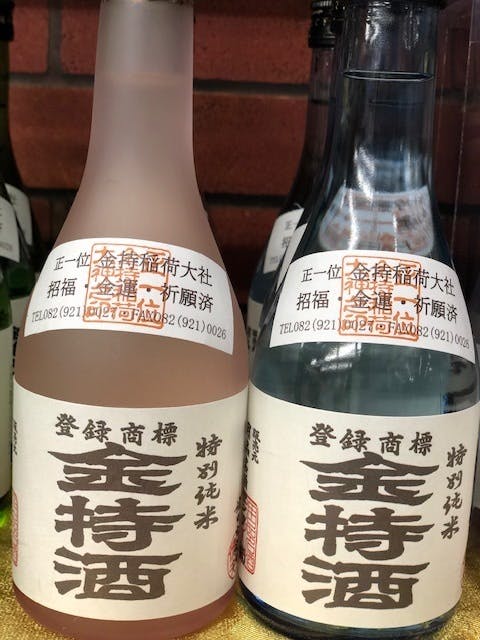 正一位 金持稲荷大社
招福・金運・祈願済
TEL082(921)0027 FAX082(921)0026
登録商標
特別純米
金持酒
正一位 金持稲荷大社
招福・金運・祈願済
TEL082(921)0027 FAX082(921)0026
登録商標
特別純米
金持酒